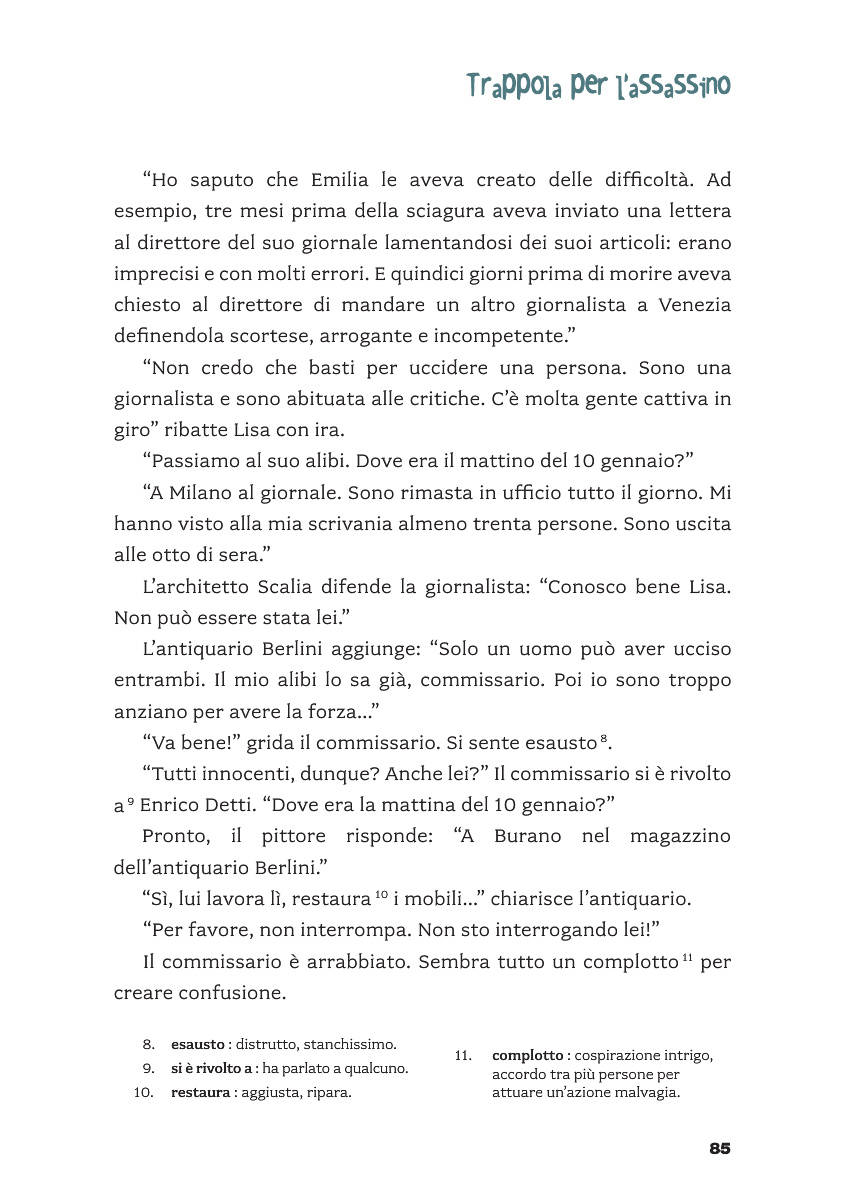 Trappola per l'assassino
“Ho saputo che Emilia le aveva creato delle difficoltà. Ad
esempio, tre mesi prima della sciagura aveva inviato una lettera
al direttore del suo giornale lamentandosi dei suoi articoli: erano
imprecisi e con molti errori. E quindici giorni prima di morire aveva
chiesto al direttore di mandare un altro giornalista a Venezia
definendola scortese, arrogante e incompetente.”
“Non credo che basti per uccidere una persona. Sono una
giornalista e sono abituata alle critiche. C’è molta gente cattiva in
giro” ribatte Lisa con ira.
“Passiamo al suo alibi. Dove era il mattino del 10 gennaio?”
“A Milano al giornale. Sono rimasta in ufficio tutto il giorno. Mi
hanno visto alla mia scrivania almeno trenta persone. Sono uscita
alle otto di sera.”
L’architetto Scalia difende la giornalista: “Conosco bene Lisa.
Non può essere stata lei.”
L’antiquario Berlini aggiunge: “Solo un uomo può aver ucciso
entrambi. Il mio alibi lo sa già, commissario. Poi io sono troppo
anziano per avere la forza...”
“Va bene!” grida il commissario. Si sente esausto⁸.
“Tutti innocenti, dunque? Anche lei?” Il commissario si è rivolto
a⁹ Enrico Detti. “Dove era la mattina del 10 gennaio?”
Pronto, il pittore risponde: “A Burano nel magazzino
dell’antiquario Berlini.”
“Sì, lui lavora lì, restaura¹⁰ i mobili...” chiarisce l’antiquario.
“Per favore, non interrompa. Non sto interrogando lei!”
Il commissario è arrabbiato. Sembra tutto un complotto¹¹ per
creare confusione.
8. esausto : distrutto, stanchissimo.
9. si è rivolto a : ha parlato a qualcuno.
10. restaura : aggiusta, ripara.
11. complotto : cospirazione intrigo,
accordo tra più persone per
attuare un’azione malvagia.
85